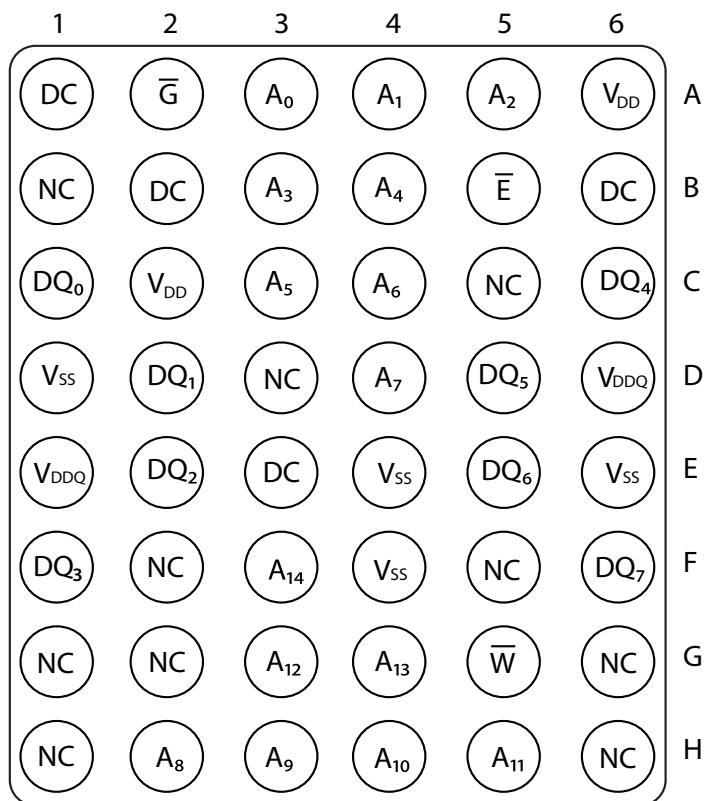 1 2 3 4 5 6
DC G̅ A₀ A₁ A₂ V_DD A
NC DC A₃ A₄ E̅ DC B
DQ₀ V_DD A₅ A₆ NC DQ₄ C
V_SS DQ₁ NC A₇ DQ₅ V_DDQ D
V_DDQ DQ₂ DC V_SS DQ₆ V_SS E
DQ₃ NC A₁₄ V_SS NC DQ₇ F
NC NC A₁₂ A₁₃ W̅ NC G
NC A₈ A₉ A₁₀ A₁₁ NC H